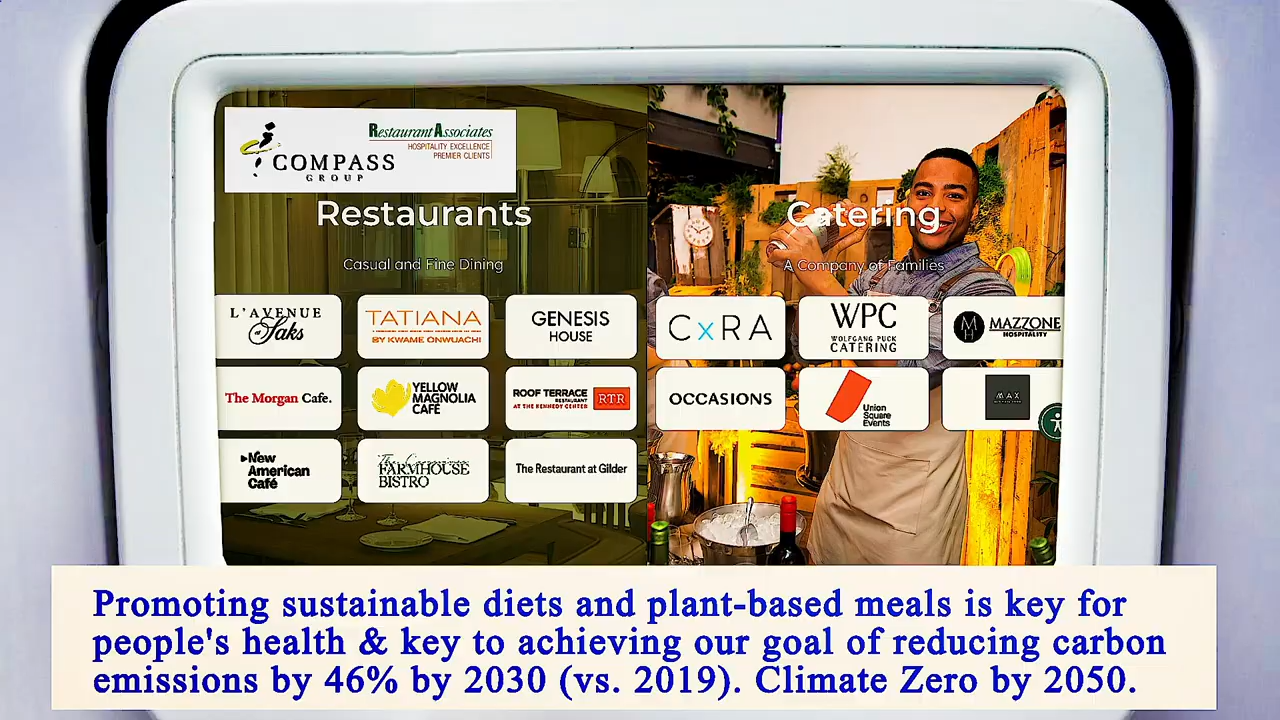 COMPASS
GROUP
Restaurant Associates
HOSPITALITY EXCELLENCE
PREMIER CLIENTS
Restaurants
Casual and Fine Dining
L'AVENUE
Saks
TATIANA
BY KWAME ONWUACHI
GENESIS
HOUSE
The Morgan Cafe.
YELLOW
MAGNOLIA
CAFÉ
ROOF TERRACE
RESTAURANT
AT THE KENNEDY CENTER
RTR
New
American
Café
FARMHOUSE
BISTRO
The Restaurant at Gilder
Catering
A Company of Families
CxRA
WPC
WOLFGANG PUCK
CATERING
MH
MAZZONE
HOSPITALITY
OCCASIONS
Union
Square
Events
MAX
Promoting sustainable diets and plant-based meals is key for
people's health & key to achieving our goal of reducing carbon
emissions by 46% by 2030 (vs. 2019). Climate Zero by 2050.